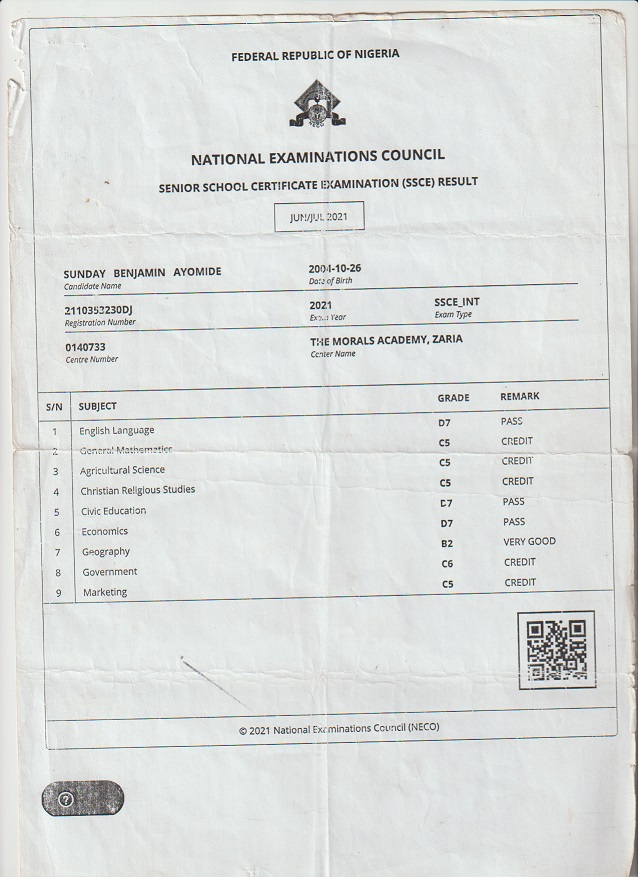 FEDERAL REPUBLIC OF NIGERIA
NATIONAL EXAMINATIONS COUNCIL
SENIOR SCHOOL CERTIFICATE EXAMINATION (SSCE) RESULT
JUN/JUL 2021
SUNDAY BENJAMIN AYOMIDE 2004-10-26
Candidate Name Date of Birth
2110353230DJ 2021 SSCE_INT
Registration Number Exam Year Exam Type
0140733 THE MORALS ACADEMY, ZARIA
Centre Number Center Name
S/N SUBJECT GRADE REMARK
1 English Language D7 PASS
2 General Mathematics C5 CREDIT
3 Agricultural Science C5 CREDIT
4 Christian Religious Studies C5 CREDIT
5 Civic Education D7 PASS
6 Economics D7 PASS
7 Geography B2 VERY GOOD
8 Government C6 CREDIT
9 Marketing C5 CREDIT
© 2021 National Examinations Council (NECO)
?